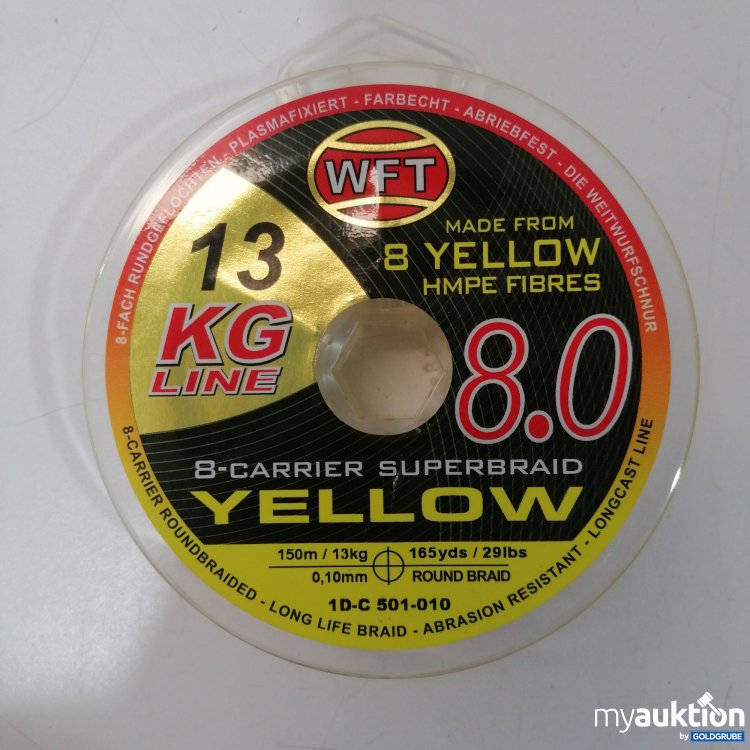 8-FACH RUNDGEFLOCHTEN - PLASMAFIXIERT - FARBECHT - ABRIEBFEST - DIE WEITWURFSCHNUR
WFT
13
KG
LINE
MADE FROM
8 YELLOW
HMPE FIBRES
8.0
8-CARRIER SUPERBRAID
YELLOW
150m / 13kg 165yds / 29lbs
0,10mm ROUND BRAID
1D-C 501-010
8-CARRIER ROUNDBRAIDED - LONG LIFE BRAID - ABRASION RESISTANT - LONGCAST LINE
myauktion
by GOLDGRUBE